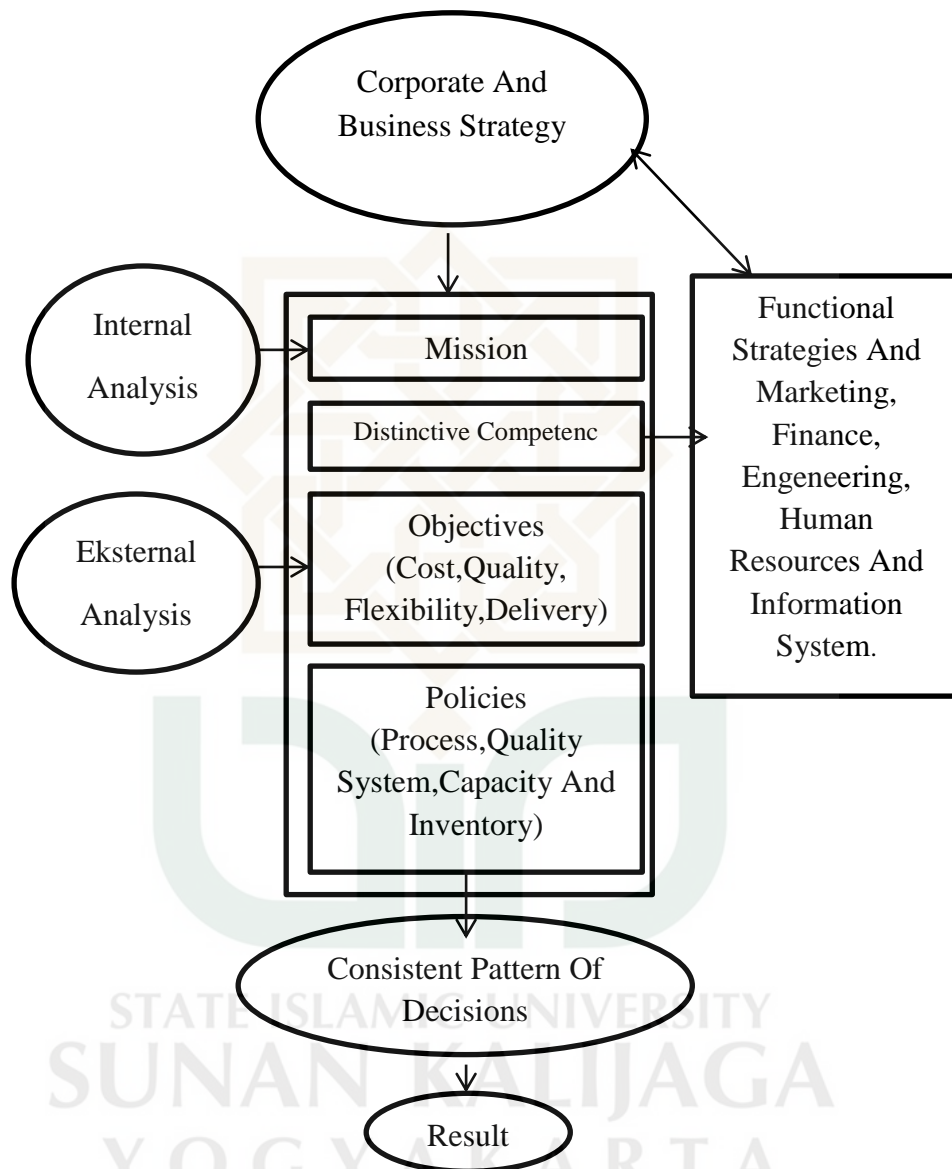 Corporate And
Business Strategy
Internal
Analysis
Mission
Distinctive Competenc
Functional
Strategies And
Marketing,
Finance,
Engeneering,
Human
Resources And
Information
System.
Eksternal
Analysis
Objectives
(Cost,Quality,
Flexibility,Delivery)
Policies
(Process,Quality
System,Capacity And
Inventory)
Consistent Pattern Of
Decisions
STATE ISLAMIC UNIVERSITY
SUNAN KALIJAGA
YOGYAKARTA
Result